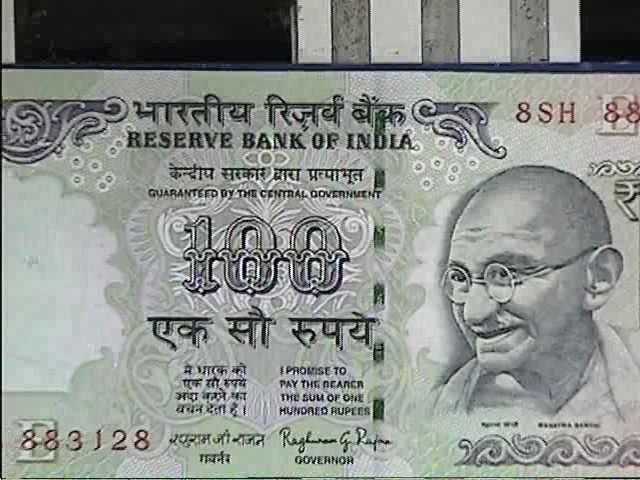 भारतीय रिज़र्व बैंक
8SH 88
RESERVE BANK OF INDIA
केन्द्रीय सरकार द्वारा प्रत्याभूत
GUARANTEED BY THE CENTRAL GOVERNMENT
₹
100
एक सौ रुपये
मैं धारक को
एक सौ रुपये
अदा करने का
वचन देता हूँ।
I PROMISE TO
PAY THE BEARER
THE SUM OF ONE
HUNDRED RUPEES
महात्मा गांधी MAHATMA GANDHI
883128
रघुराम जी राजन
Raghuram G. Rajan
गवर्नर
GOVERNOR